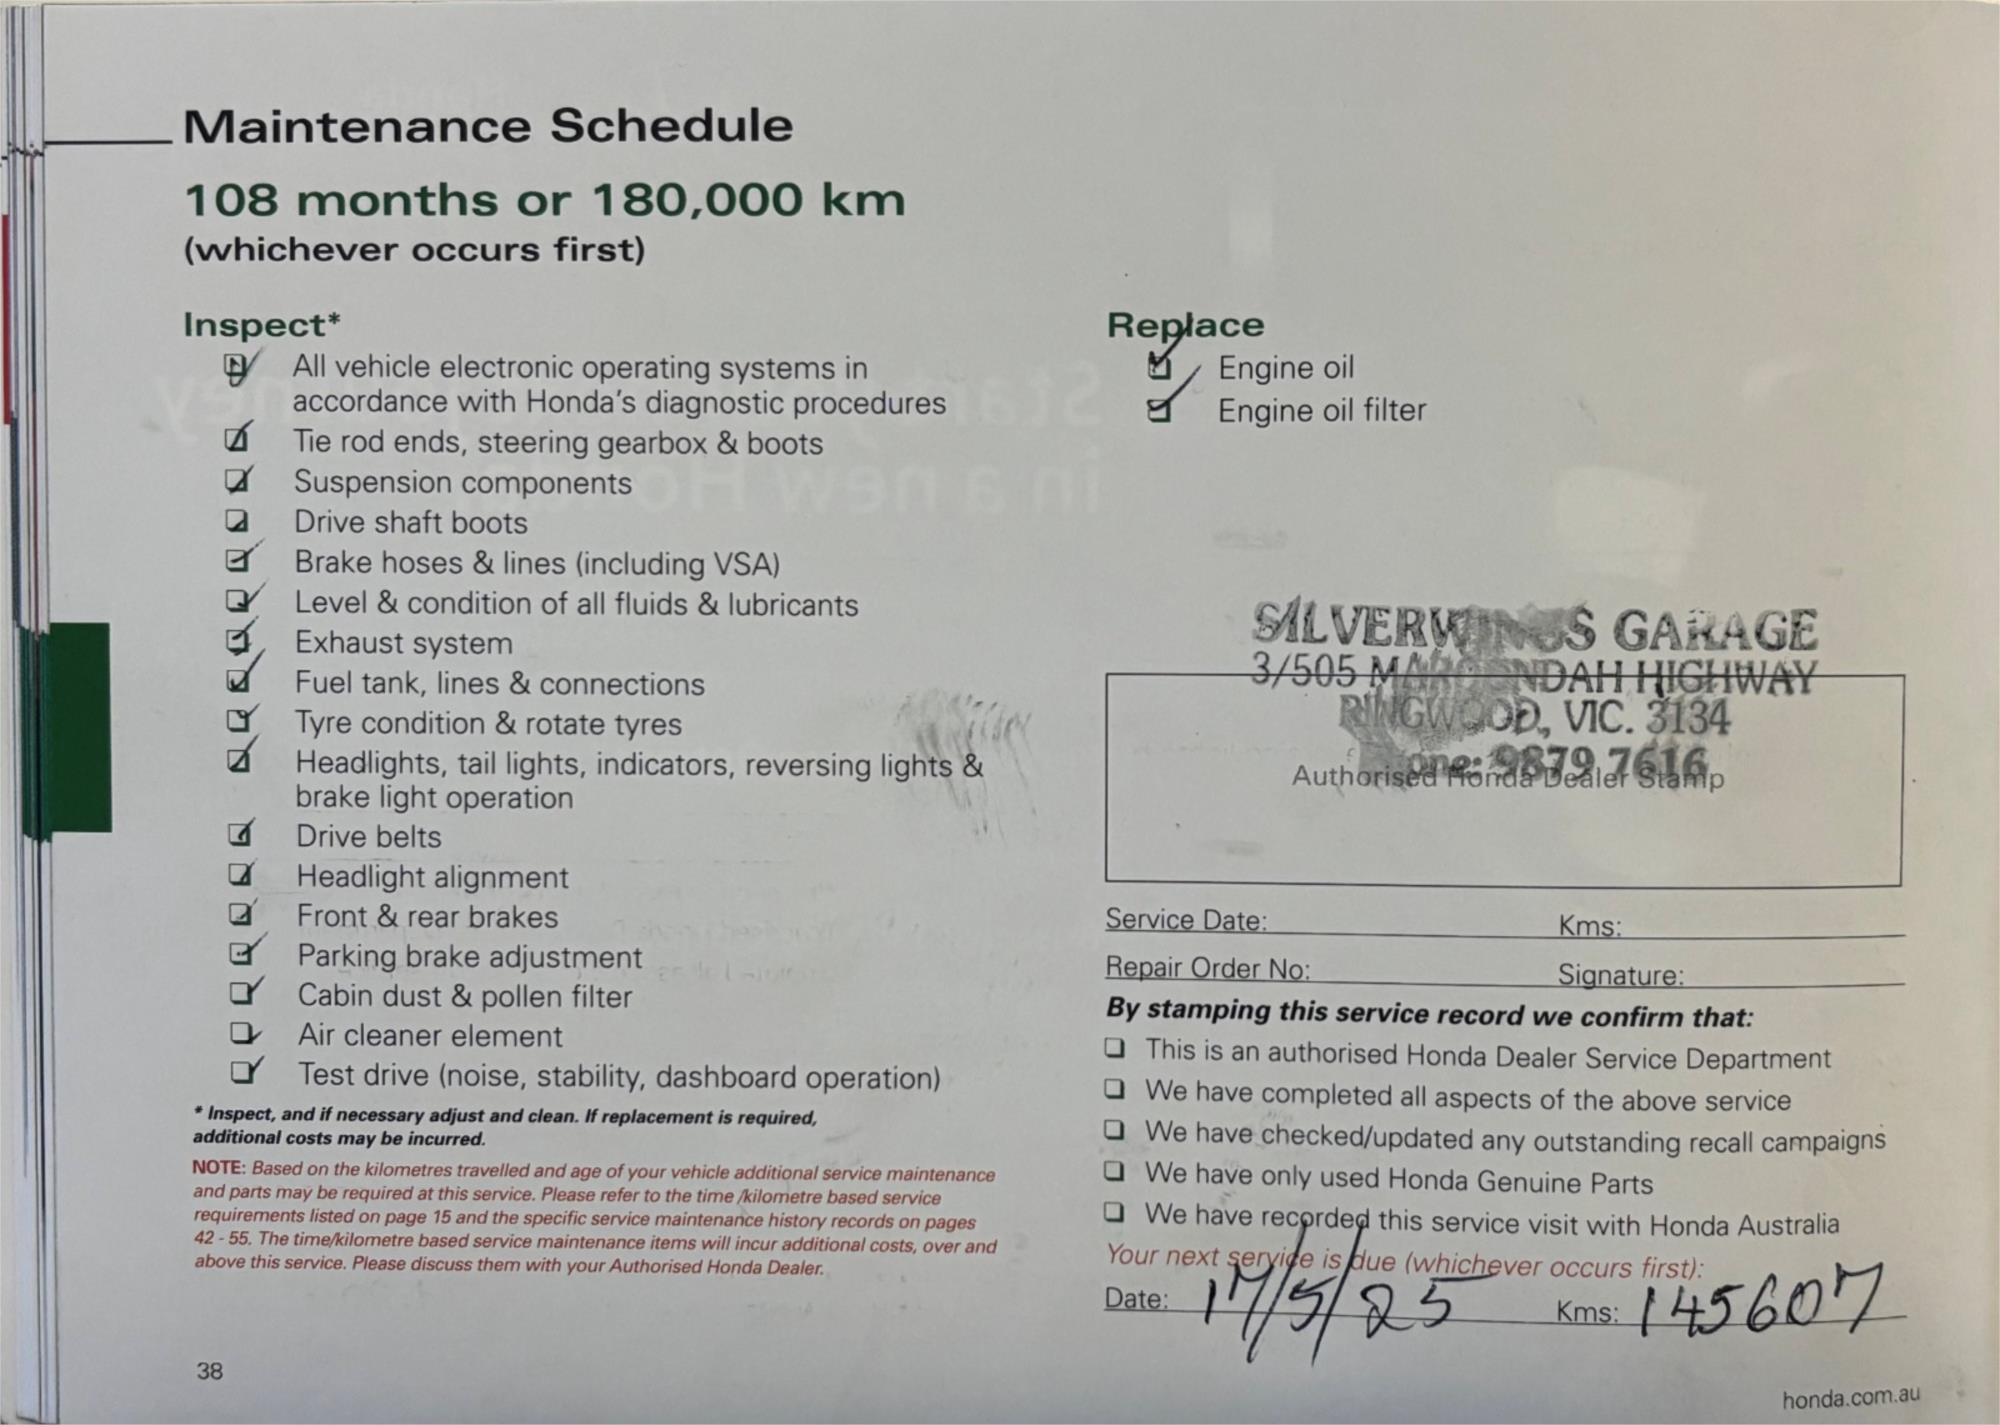 Maintenance Schedule
108 months or 180,000 km
(whichever occurs first)
Inspect*
All vehicle electronic operating systems in
accordance with Honda's diagnostic procedures
Tie rod ends, steering gearbox & boots
Suspension components
Drive shaft boots
Brake hoses & lines (including VSA)
Level & condition of all fluids & lubricants
Exhaust system
Fuel tank, lines & connections
Tyre condition & rotate tyres
Headlights, tail lights, indicators, reversing lights &
brake light operation
Drive belts
Headlight alignment
Front & rear brakes
Parking brake adjustment
Cabin dust & pollen filter
Air cleaner element
Test drive (noise, stability, dashboard operation)
* Inspect, and if necessary adjust and clean. If replacement is required,
additional costs may be incurred.
NOTE: Based on the kilometres travelled and age of your vehicle additional service maintenance
and parts may be required at this service. Please refer to the time /kilometre based service
requirements listed on page 15 and the specific service maintenance history records on pages
42 - 55. The time/kilometre based service maintenance items will incur additional costs, over and
above this service. Please discuss them with your Authorised Honda Dealer.
38
Replace
Engine oil
Engine oil filter
SILVERWINGS GARAGE
3/505 MAROONDAH HIGHWAY
RINGWOOD, VIC. 3134
Phone: 9879 7616
Authorised Honda Dealer Stamp
Service Date: Kms:
Repair Order No: Signature:
By stamping this service record we confirm that:
This is an authorised Honda Dealer Service Department
We have completed all aspects of the above service
We have checked/updated any outstanding recall campaigns
We have only used Honda Genuine Parts
We have recorded this service visit with Honda Australia
Your next service is due (whichever occurs first):
Date: 17/5/25 Kms: 145607
honda.com.au